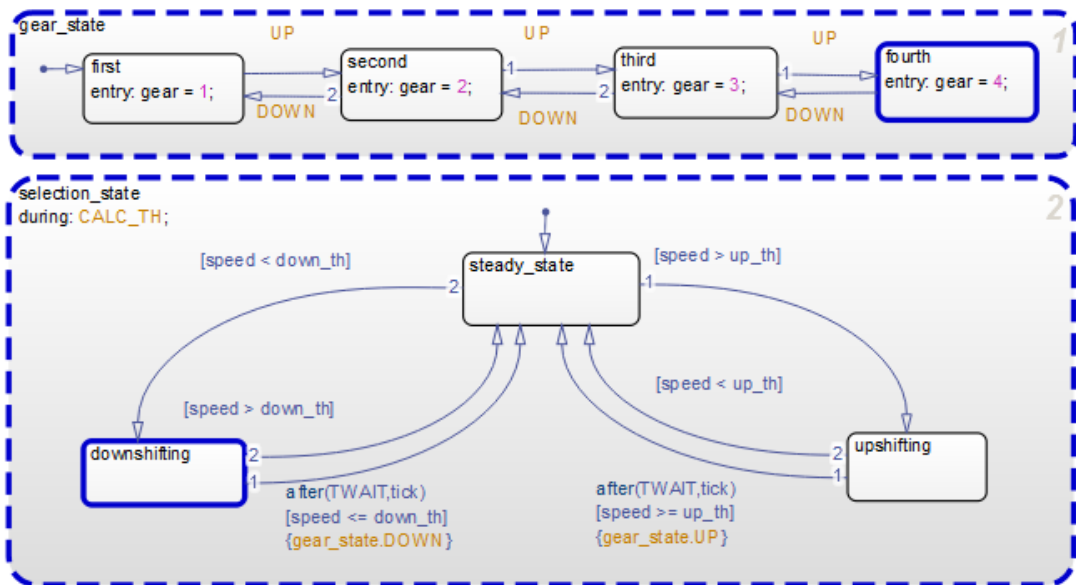 gear_state
1
UP
UP
UP
first
entry: gear = 1;
second
entry: gear = 2;
third
entry: gear = 3;
fourth
entry: gear = 4;
1
1
2
2
DOWN
DOWN
DOWN
selection_state
during: CALC_TH;
2
[speed < down_th]
steady_state
[speed > up_th]
2
1
[speed > down_th]
[speed < up_th]
downshifting
2
1
upshifting
2
1
after(TWAIT,tick)
[speed <= down_th]
{gear_state.DOWN}
after(TWAIT,tick)
[speed >= up_th]
{gear_state.UP}